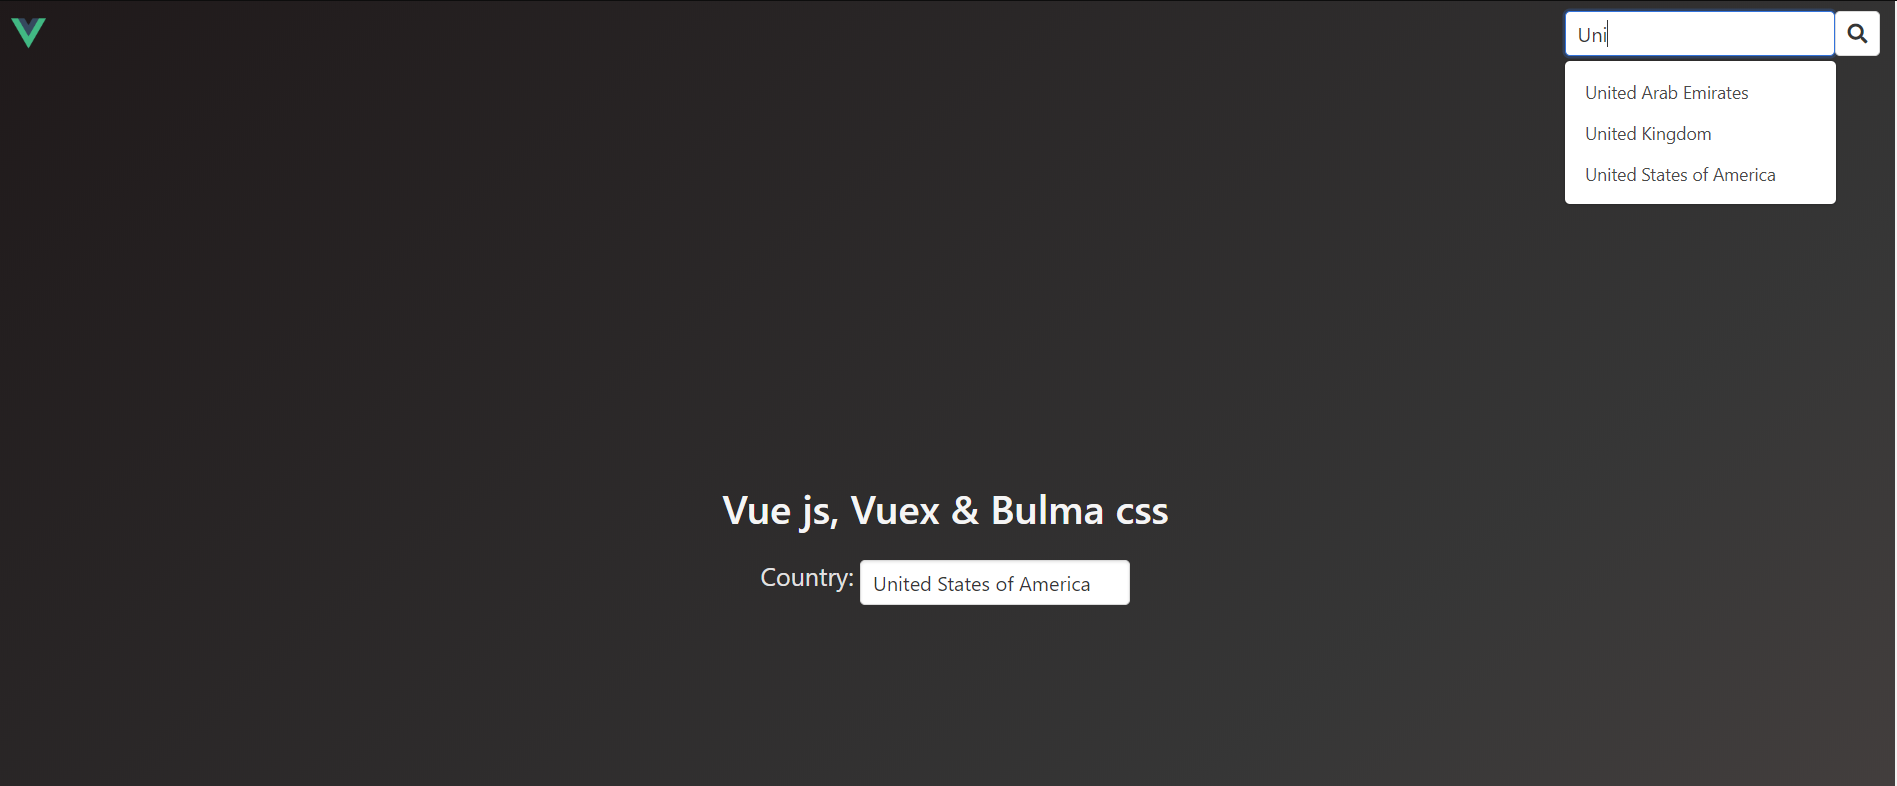 Uni
United Arab Emirates
United Kingdom
United States of America
Vue js, Vuex & Bulma css
Country: United States of America